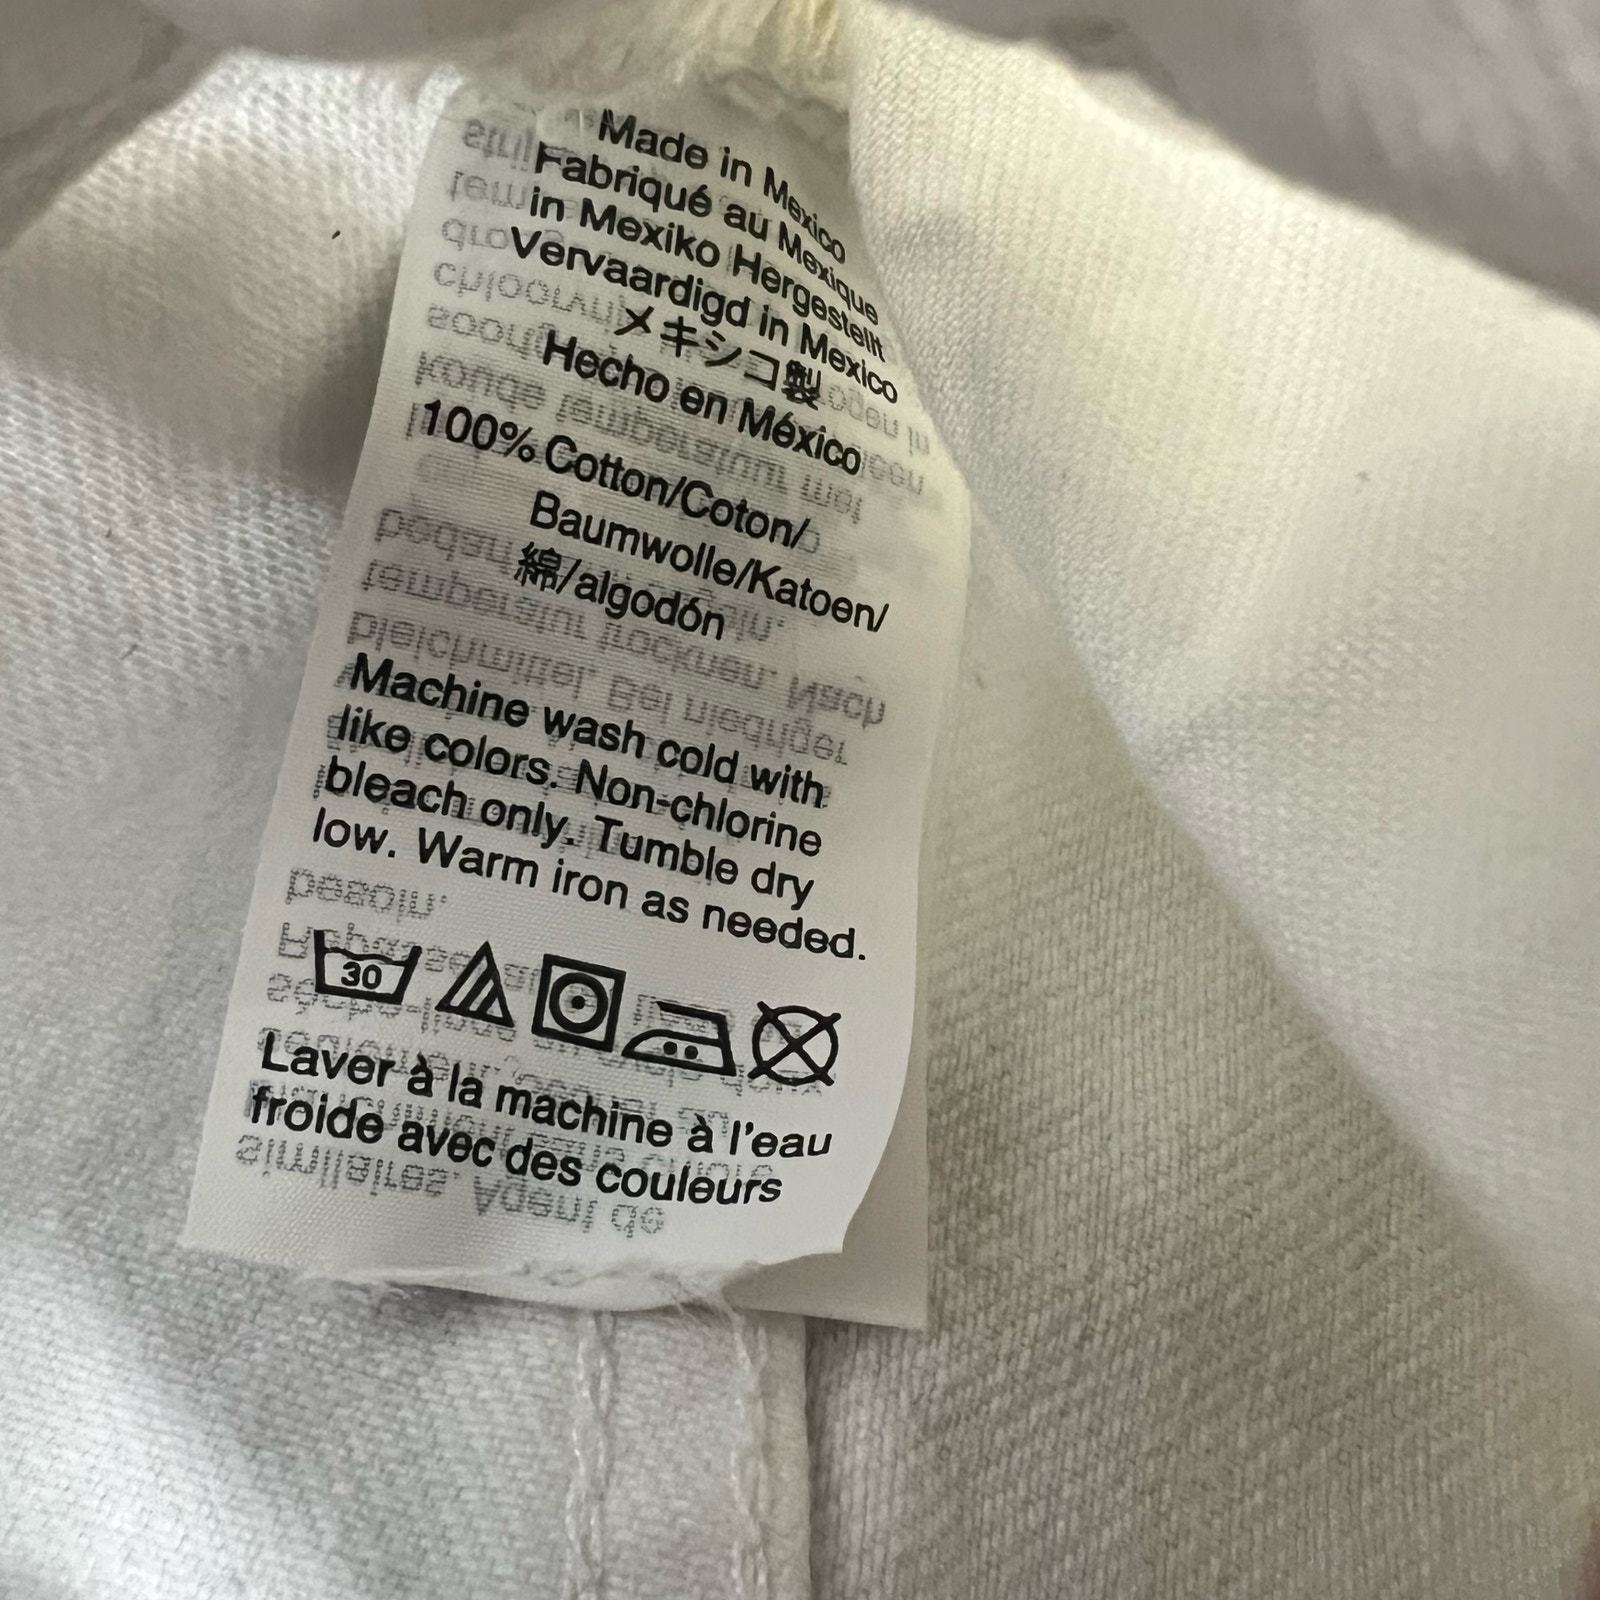 Made in Mexico
Fabriqué au Mexique
in Mexiko Hergestellt
Vervaardigd in Mexico
メキシコ製
Hecho en México
100% Cotton/Coton/
Baumwolle/Katoen/
綿/algodón
Machine wash cold with
like colors. Non-chlorine
bleach only. Tumble dry
low. Warm iron as needed.
30
Laver à la machine à l'eau
froide avec des couleurs